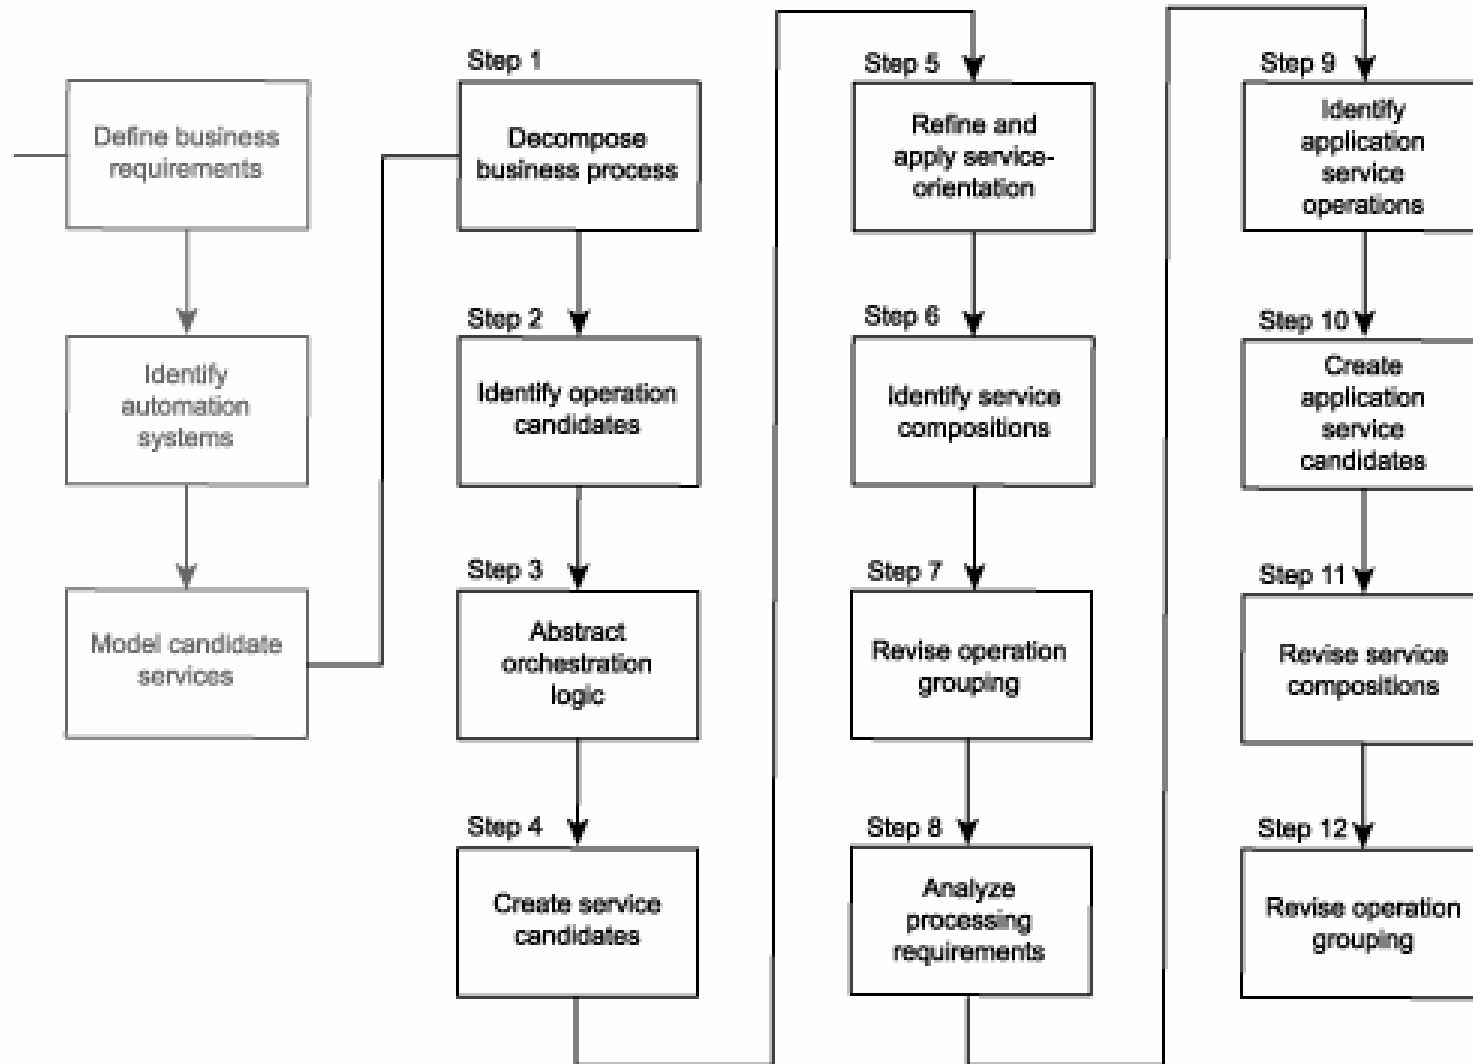 Define business
requirements
Identify
automation
systems
Model candidate
services
Step 1
Decompose
business process
Step 2
Identify operation
candidates
Step 3
Abstract
orchestration
logic
Step 4
Create service
candidates
Step 5
Refine and
apply service-
orientation
Step 6
Identify service
compositions
Step 7
Revise operation
grouping
Step 8
Analyze
processing
requirements
Step 9
Identify
application
service
operations
Step 10
Create
application
service
candidates
Step 11
Revise service
compositions
Step 12
Revise operation
grouping